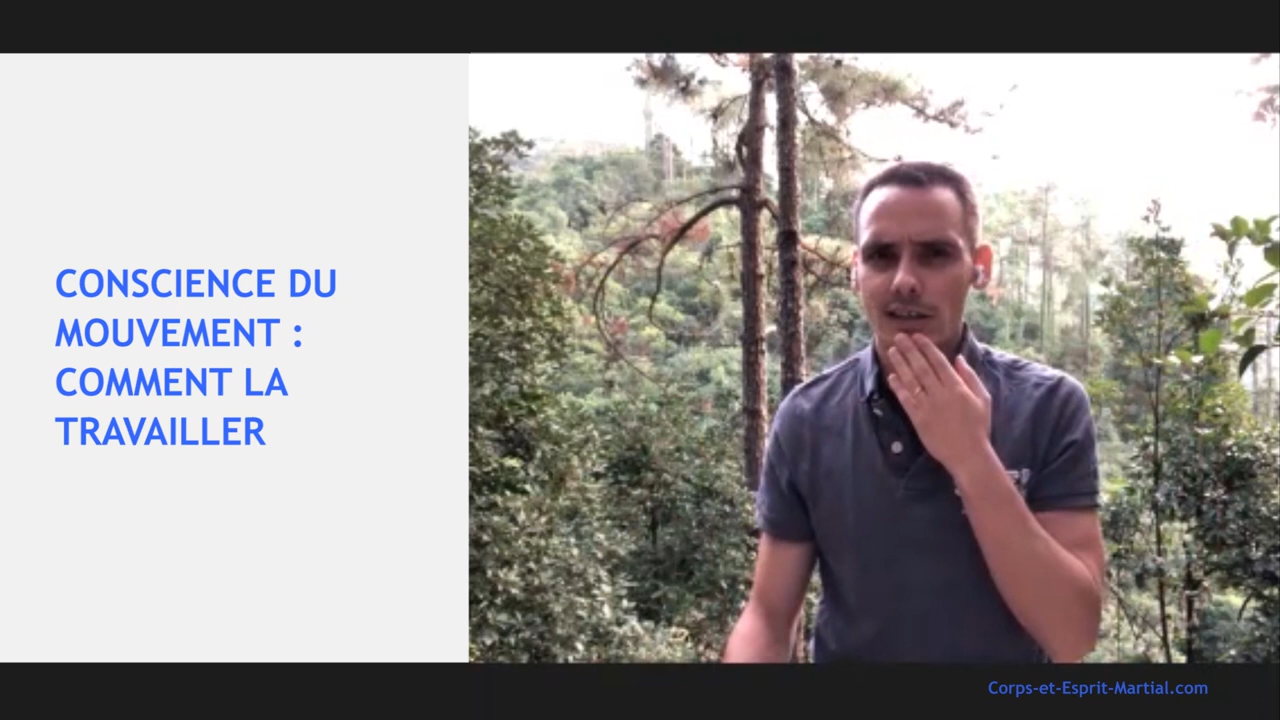 CONSCIENCE DU
MOUVEMENT :
COMMENT LA
TRAVAILLER
Corps-et-Esprit-Martial.com